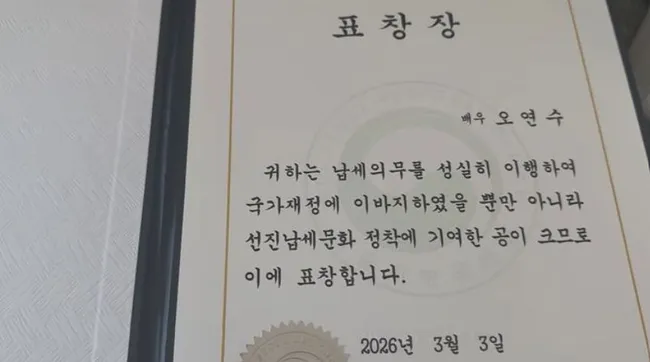 표창장
배우 오연수
귀하는 납세의무를 성실히 이행하여
국가재정에 이바지하였을 뿐만 아니라
선진납세문화 정착에 기여한 공이 크므로
이에 표창합니다.
2026년 3월 3일